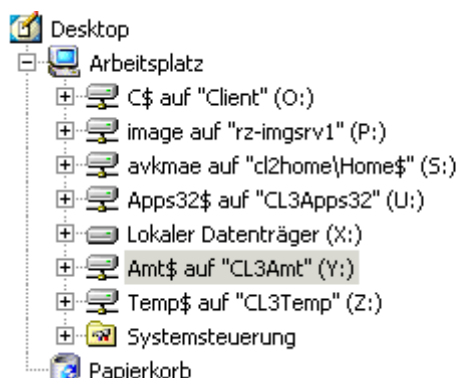 Desktop
Arbeitsplatz
C$ auf "Client" (O:)
image auf "rz-imgsrv1" (P:)
avkmae auf "cl2home\Home$" (S:)
Apps32$ auf "CL3Apps32" (U:)
Lokaler Datenträger (X:)
Amt$ auf "CL3Amt" (Y:)
Temp$ auf "CL3Temp" (Z:)
Systemsteuerung
Papierkorb